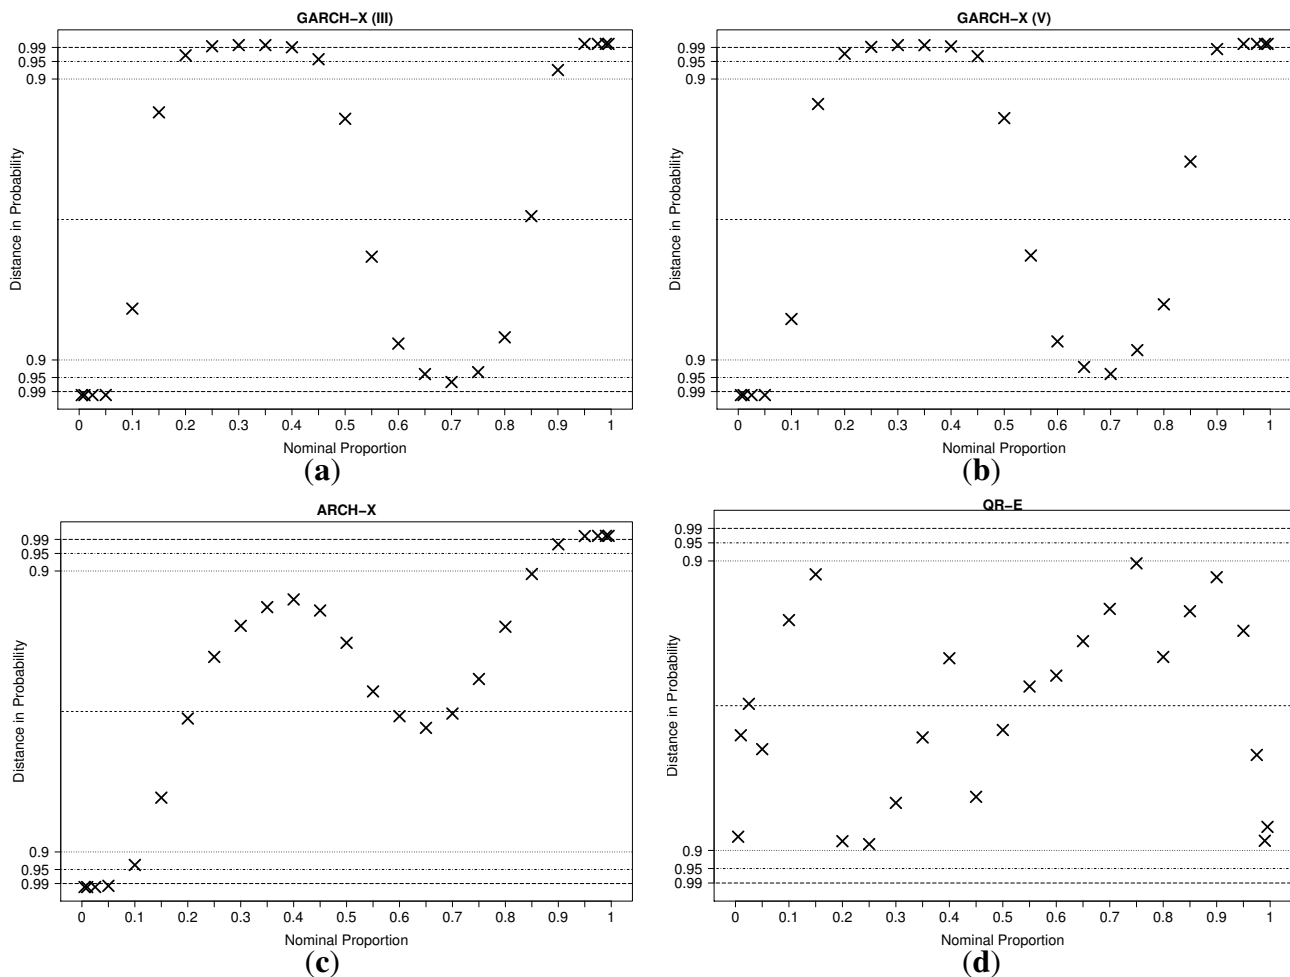 GARCH−X (III)
0.99
0.95
0.9
0.9
0.95
0.99
Distance in Probability
0 0.1 0.2 0.3 0.4 0.5 0.6 0.7 0.8 0.9 1
Nominal Proportion
(a)
GARCH−X (V)
0.99
0.95
0.9
0.9
0.95
0.99
Distance in Probability
0 0.1 0.2 0.3 0.4 0.5 0.6 0.7 0.8 0.9 1
Nominal Proportion
(b)
ARCH−X
0.99
0.95
0.9
0.9
0.95
0.99
Distance in Probability
0 0.1 0.2 0.3 0.4 0.5 0.6 0.7 0.8 0.9 1
Nominal Proportion
(c)
QR−E
0.99
0.95
0.9
0.9
0.95
0.99
Distance in Probability
0 0.1 0.2 0.3 0.4 0.5 0.6 0.7 0.8 0.9 1
Nominal Proportion
(d)